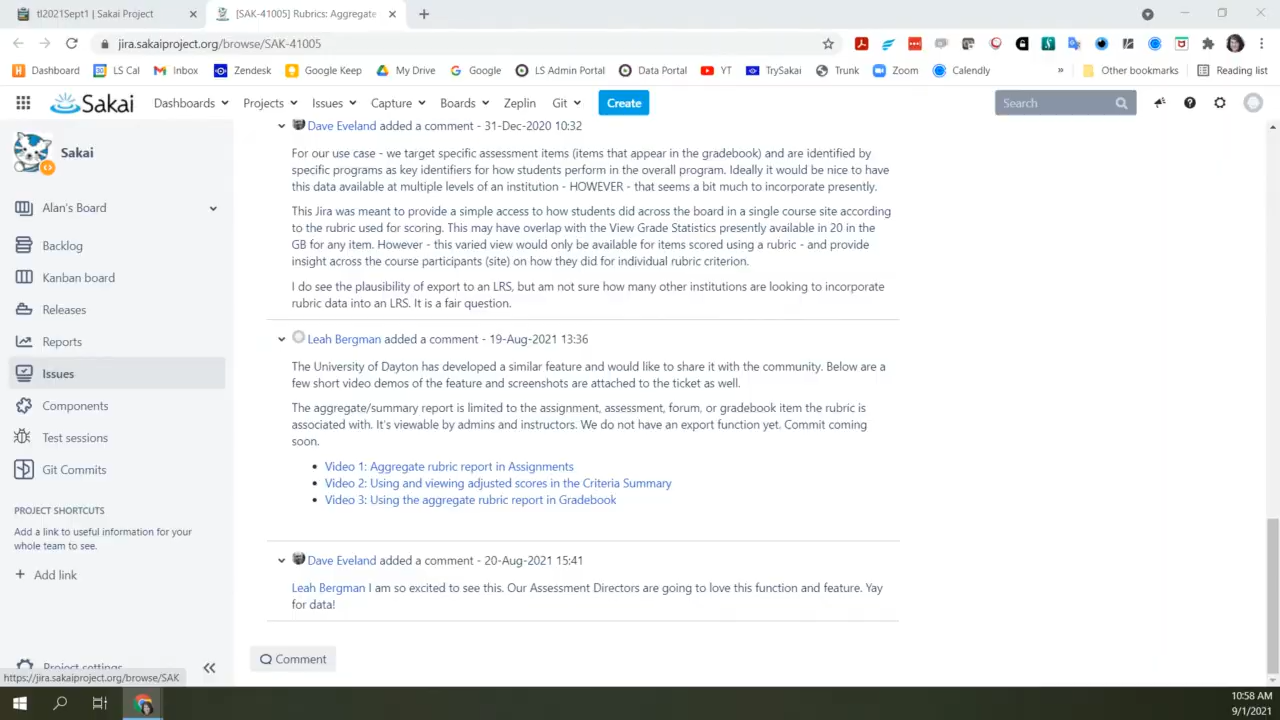 tl2021Sept1 | Sakai Project
[SAK-41005] Rubrics: Aggregate
jira.sakaiproject.org/browse/SAK-41005
Dashboard LS Cal Inbox Zendesk Google Keep My Drive Google LS Admin Portal Data Portal YT TrySakai Trunk Zoom Calendly » Other bookmarks Reading list
Sakai Dashboards Projects Issues Capture Boards Zeplin Git Create Search
Sakai
Alan's Board
Backlog
Kanban board
Releases
Reports
Issues
Components
Test sessions
Git Commits
PROJECT SHORTCUTS
Add a link to useful information for your
whole team to see.
+ Add link
Project settings
https://jira.sakaiproject.org/browse/SAK
Dave Eveland added a comment - 31-Dec-2020 10:32
For our use case - we target specific assessment items (items that appear in the gradebook) and are identified by
specific programs as key identifiers for how students perform in the overall program. Ideally it would be nice to have
this data available at multiple levels of an institution - HOWEVER - that seems a bit much to incorporate presently.
This Jira was meant to provide a simple access to how students did across the board in a single course site according
to the rubric used for scoring. This may have overlap with the View Grade Statistics presently available in 20 in the
GB for any item. However - this varied view would only be available for items scored using a rubric - and provide
insight across the course participants (site) on how they did for individual rubric criterion.
I do see the plausibility of export to an LRS, but am not sure how many other institutions are looking to incorporate
rubric data into an LRS. It is a fair question.
Leah Bergman added a comment - 19-Aug-2021 13:36
The University of Dayton has developed a similar feature and would like to share it with the community. Below are a
few short video demos of the feature and screenshots are attached to the ticket as well.
The aggregate/summary report is limited to the assignment, assessment, forum, or gradebook item the rubric is
associated with. It's viewable by admins and instructors. We do not have an export function yet. Commit coming
soon.
• Video 1: Aggregate rubric report in Assignments
• Video 2: Using and viewing adjusted scores in the Criteria Summary
• Video 3: Using the aggregate rubric report in Gradebook
Dave Eveland added a comment - 20-Aug-2021 15:41
Leah Bergman I am so excited to see this. Our Assessment Directors are going to love this function and feature. Yay
for data!
Comment
10:58 AM
9/1/2021